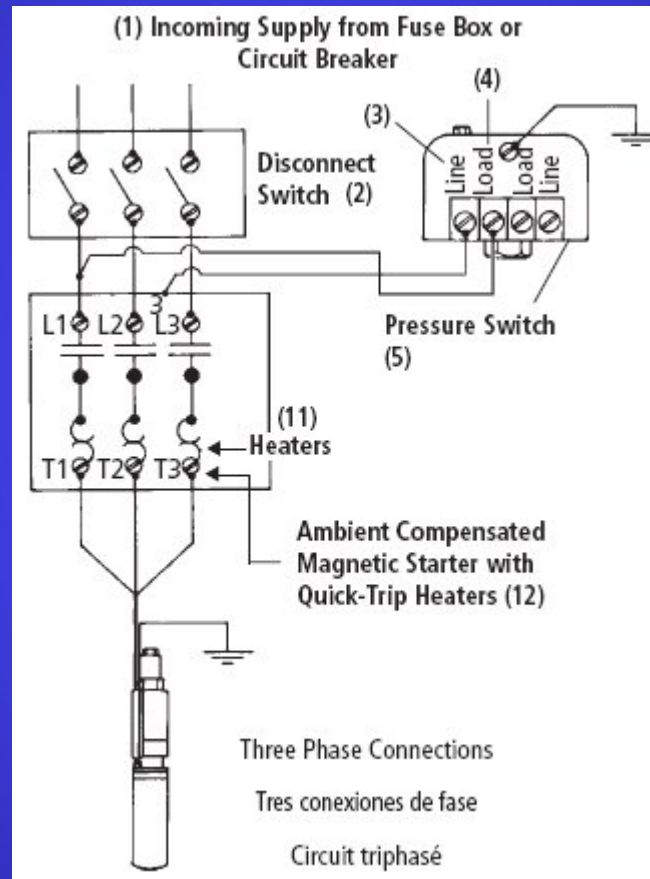 (1) Incoming Supply from Fuse Box or
Circuit Breaker
(4)
(3)
Disconnect
Switch (2)
Line
Load
Load
Line
3
L1 L2 L3
Pressure Switch
(5)
(11)
Heaters
T1 T2 T3
Ambient Compensated
Magnetic Starter with
Quick-Trip Heaters (12)
Three Phase Connections
Tres conexiones de fase
Circuit triphasé